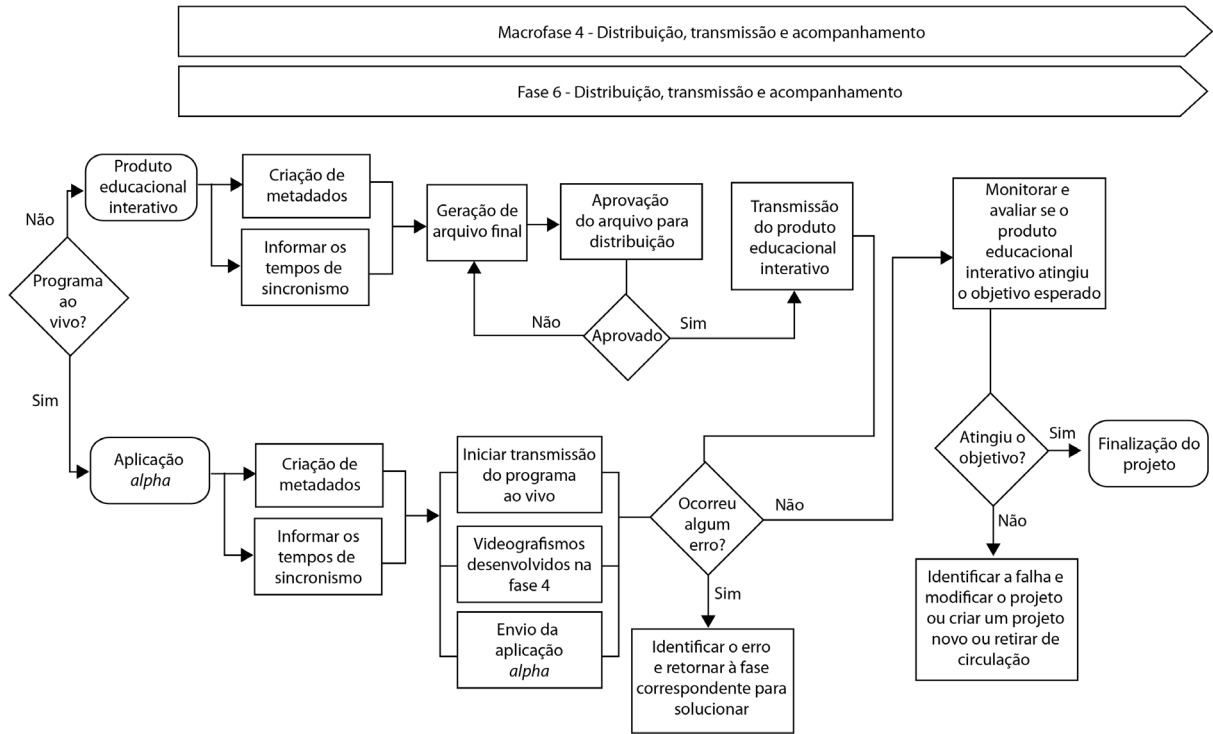 Macrofase 4 - Distribuição, transmissão e acompanhamento
Fase 6 - Distribuição, transmissão e acompanhamento
Programa
ao
vivo?
Não
Produto
educacional
interativo
Criação de
metadados
Informar os
tempos de
sincronismo
Geração de
arquivo final
Aprovação
do arquivo para
distribuição
Aprovado
Não
Sim
Transmissão
do produto
educacional
interativo
Monitorar e
avaliar se o
produto
educacional
interativo atingiu
o objetivo esperado
Sim
Aplicação
alpha
Criação de
metadados
Informar os
tempos de
sincronismo
Iniciar transmissão
do programa
ao vivo
Videografismos
desenvolvidos na
fase 4
Envio da
aplicação
alpha
Ocorreu
algum
erro?
Não
Sim
Identificar o erro
e retornar à fase
correspondente para
solucionar
Atingiu o
objetivo?
Sim
Finalização do
projeto
Não
Identificar a falha e
modificar o projeto
ou criar um projeto
novo ou retirar de
circulação